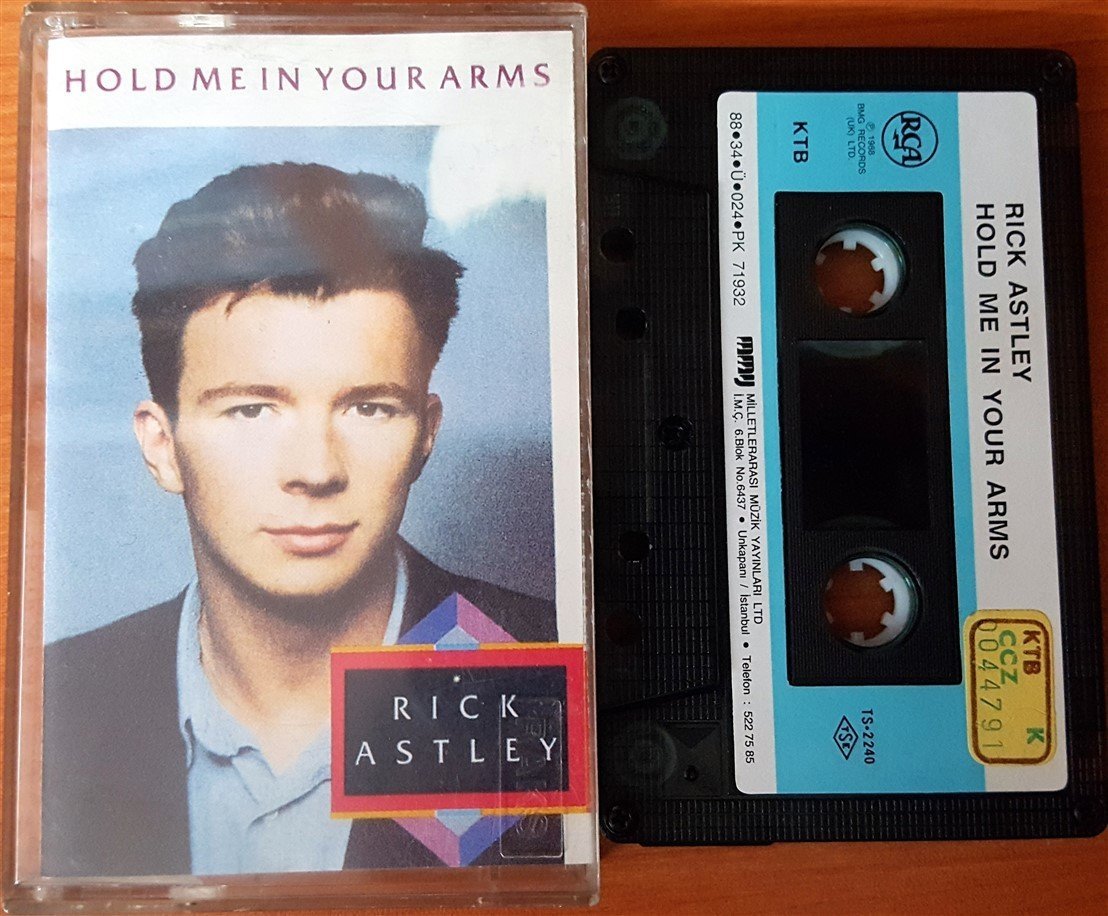 HOLD ME IN YOUR ARMS
RICK
ASTLEY
RICK ASTLEY
HOLD ME IN YOUR ARMS
RCA
℗ 1968
BMG RECORDS
(UK) LTD.
KTB
88•34•Ü•024•PK 71932
MİLLETLERARASI MÜZİK YAYINLARI LTD
İ.M.Ç. 6.Blok No.6437 • Unkapanı / İstanbul • Telefon : 522 75 85
TS•2240
TSE
KTB K
CCZ
0044791